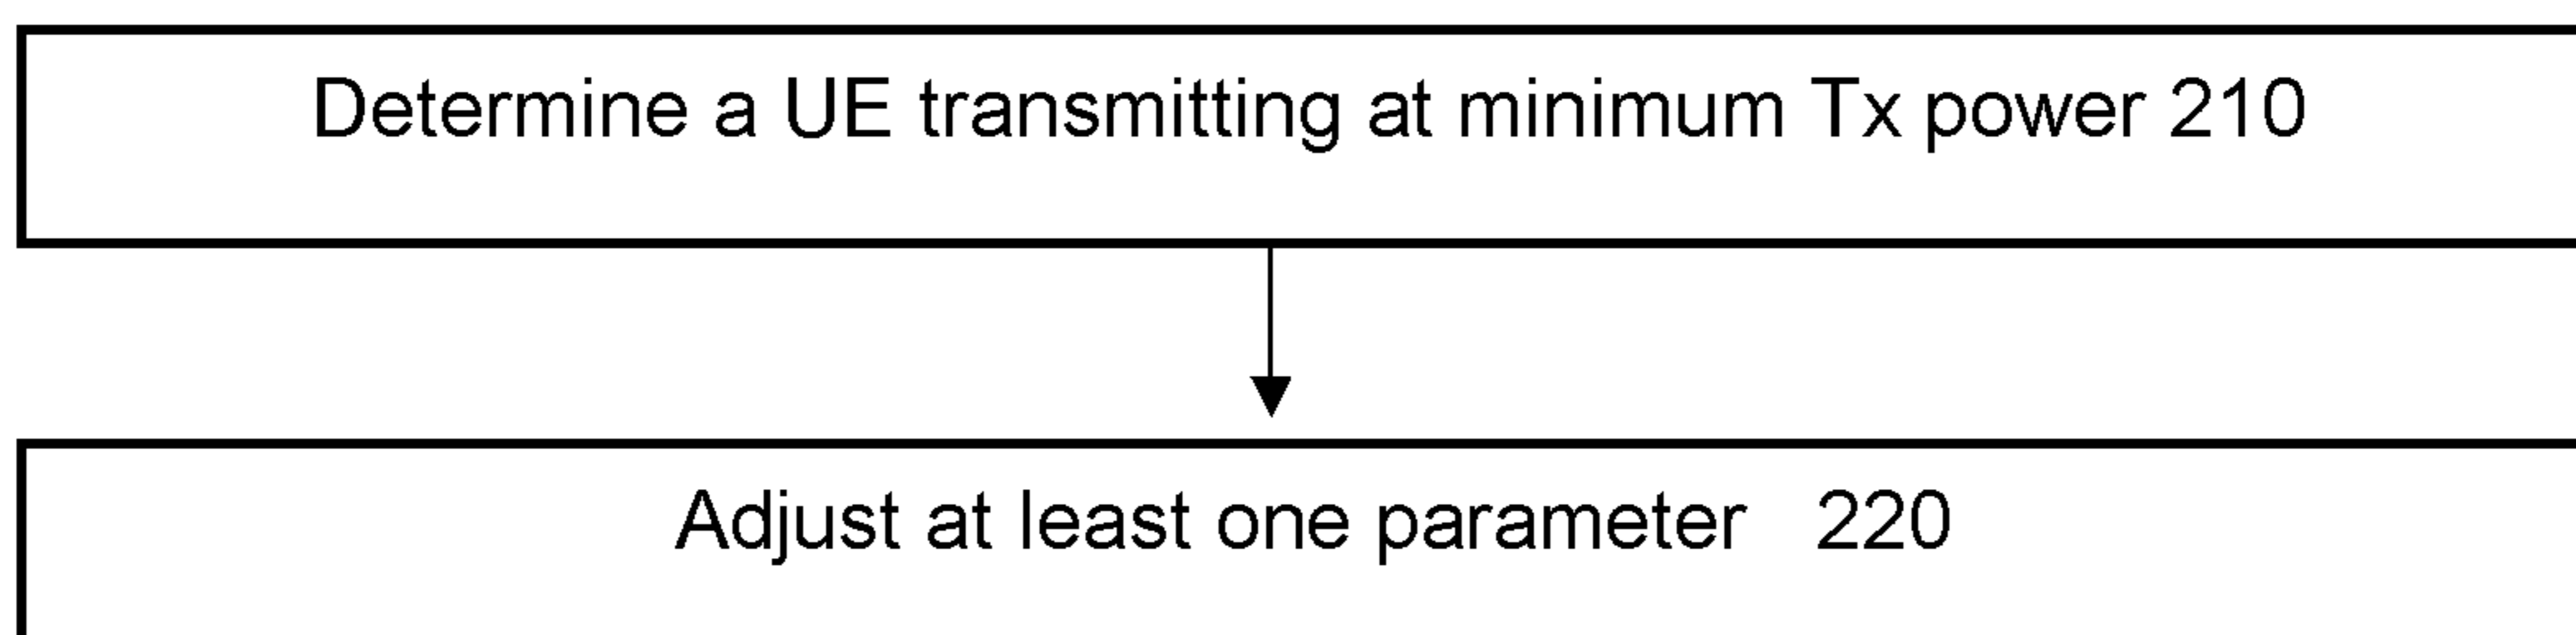 Determine a UE transmitting at minimum Tx power 210
Adjust at least one parameter 220